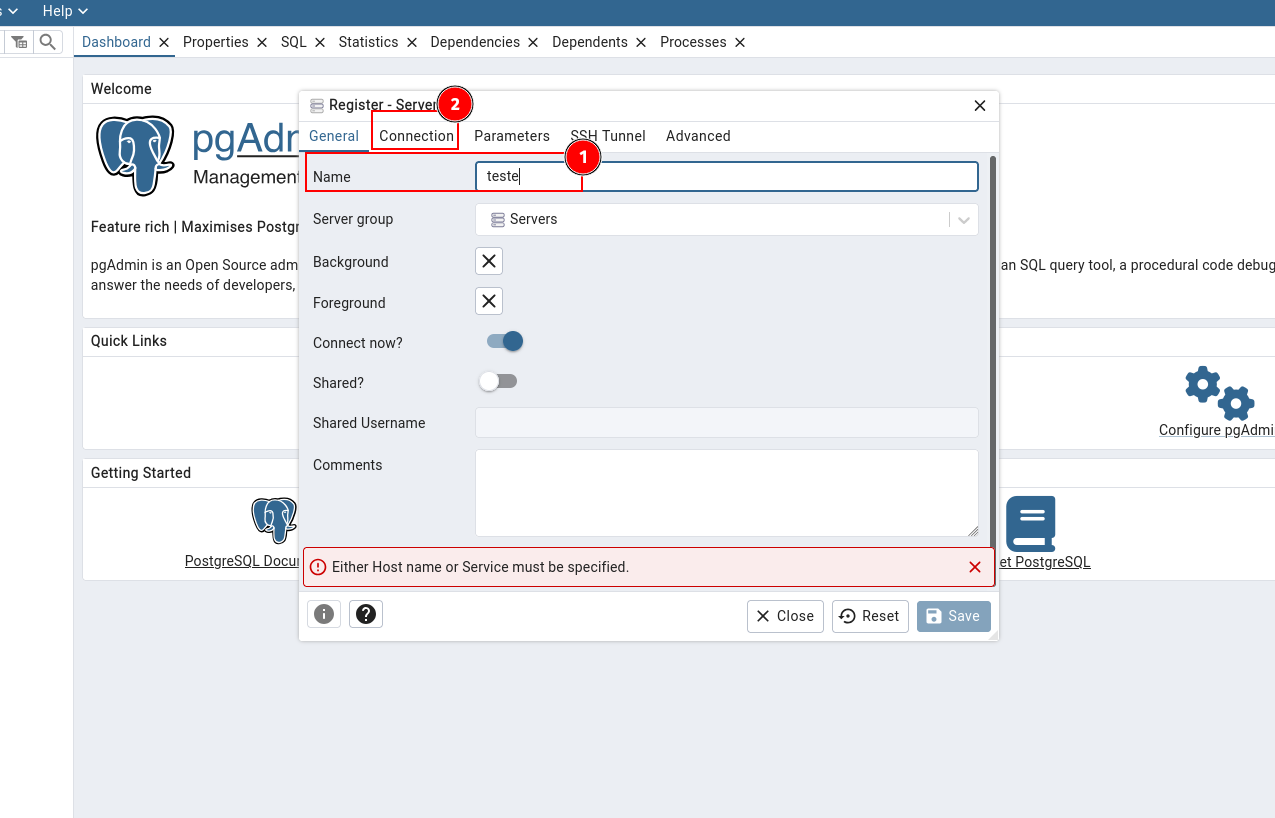 s Help
Dashboard Properties SQL Statistics Dependencies Dependents Processes
Welcome
Register - Server 2
General Connection Parameters SSH Tunnel Advanced
pgAd
Management
1
Name teste
Server group Servers
Feature rich | Maximises Postgr
Background
pgAdmin is an Open Source adm
an SQL query tool, a procedural code debug
answer the needs of developers,
Foreground
Quick Links
Connect now?
Shared?
Shared Username
Configure pgAdmi
Comments
Getting Started
PostgreSQL Docu
et PostgreSQL
Either Host name or Service must be specified.
Close Reset Save